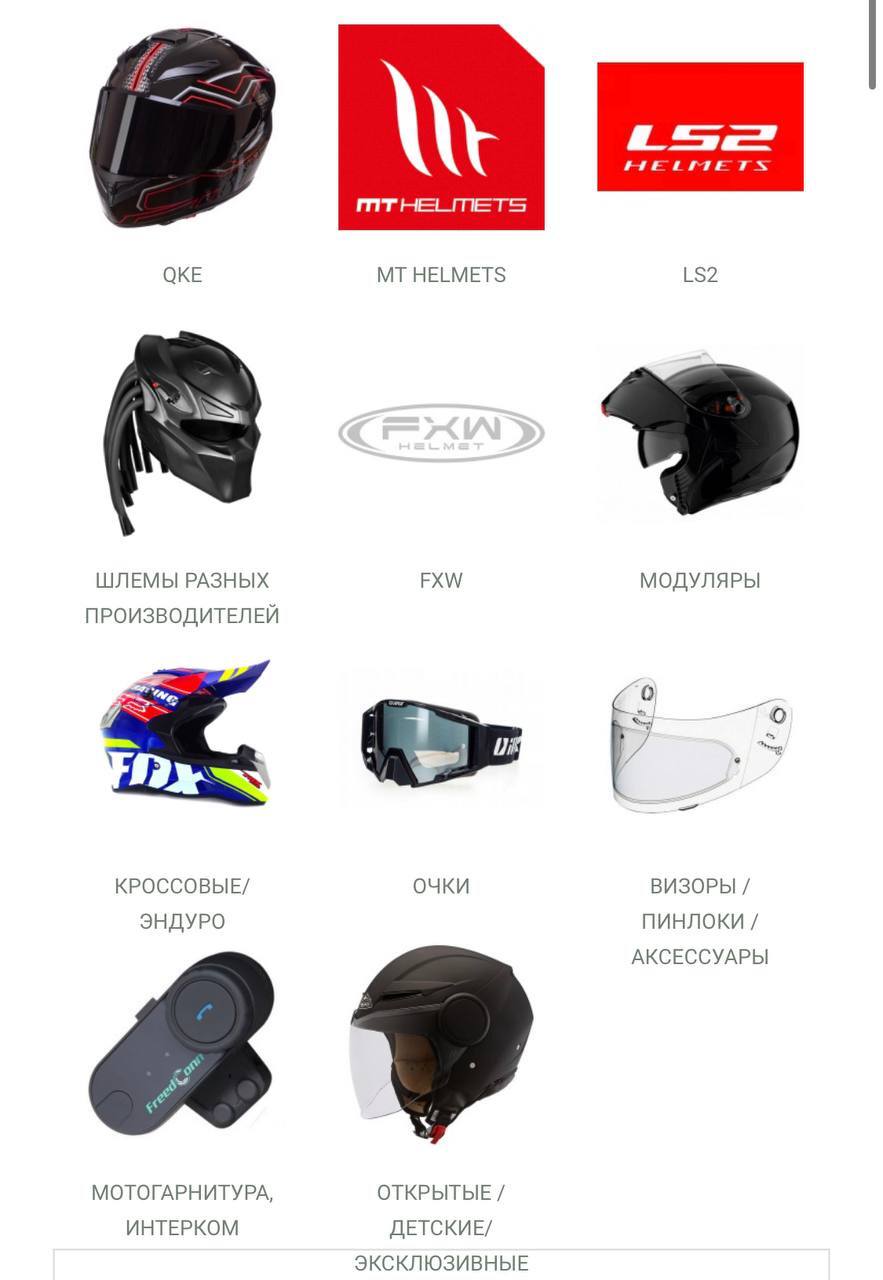 MT HELMETS
LS2
HELMETS
QKE
MT HELMETS
LS2
FXW
HELMET
ШЛЕМЫ РАЗНЫХ
ПРОИЗВОДИТЕЛЕЙ
FXW
МОДУЛЯРЫ
RACING
FOX
КРОССОВЫЕ/
ЭНДУРО
ОЧКИ
ВИЗОРЫ /
ПИНЛОКИ /
АКСЕССУАРЫ
FreedConn
МОТОГАРНИТУРА,
ИНТЕРКОМ
ОТКРЫТЫЕ /
ДЕТСКИЕ/
ЭКСКЛЮЗИВНЫЕ